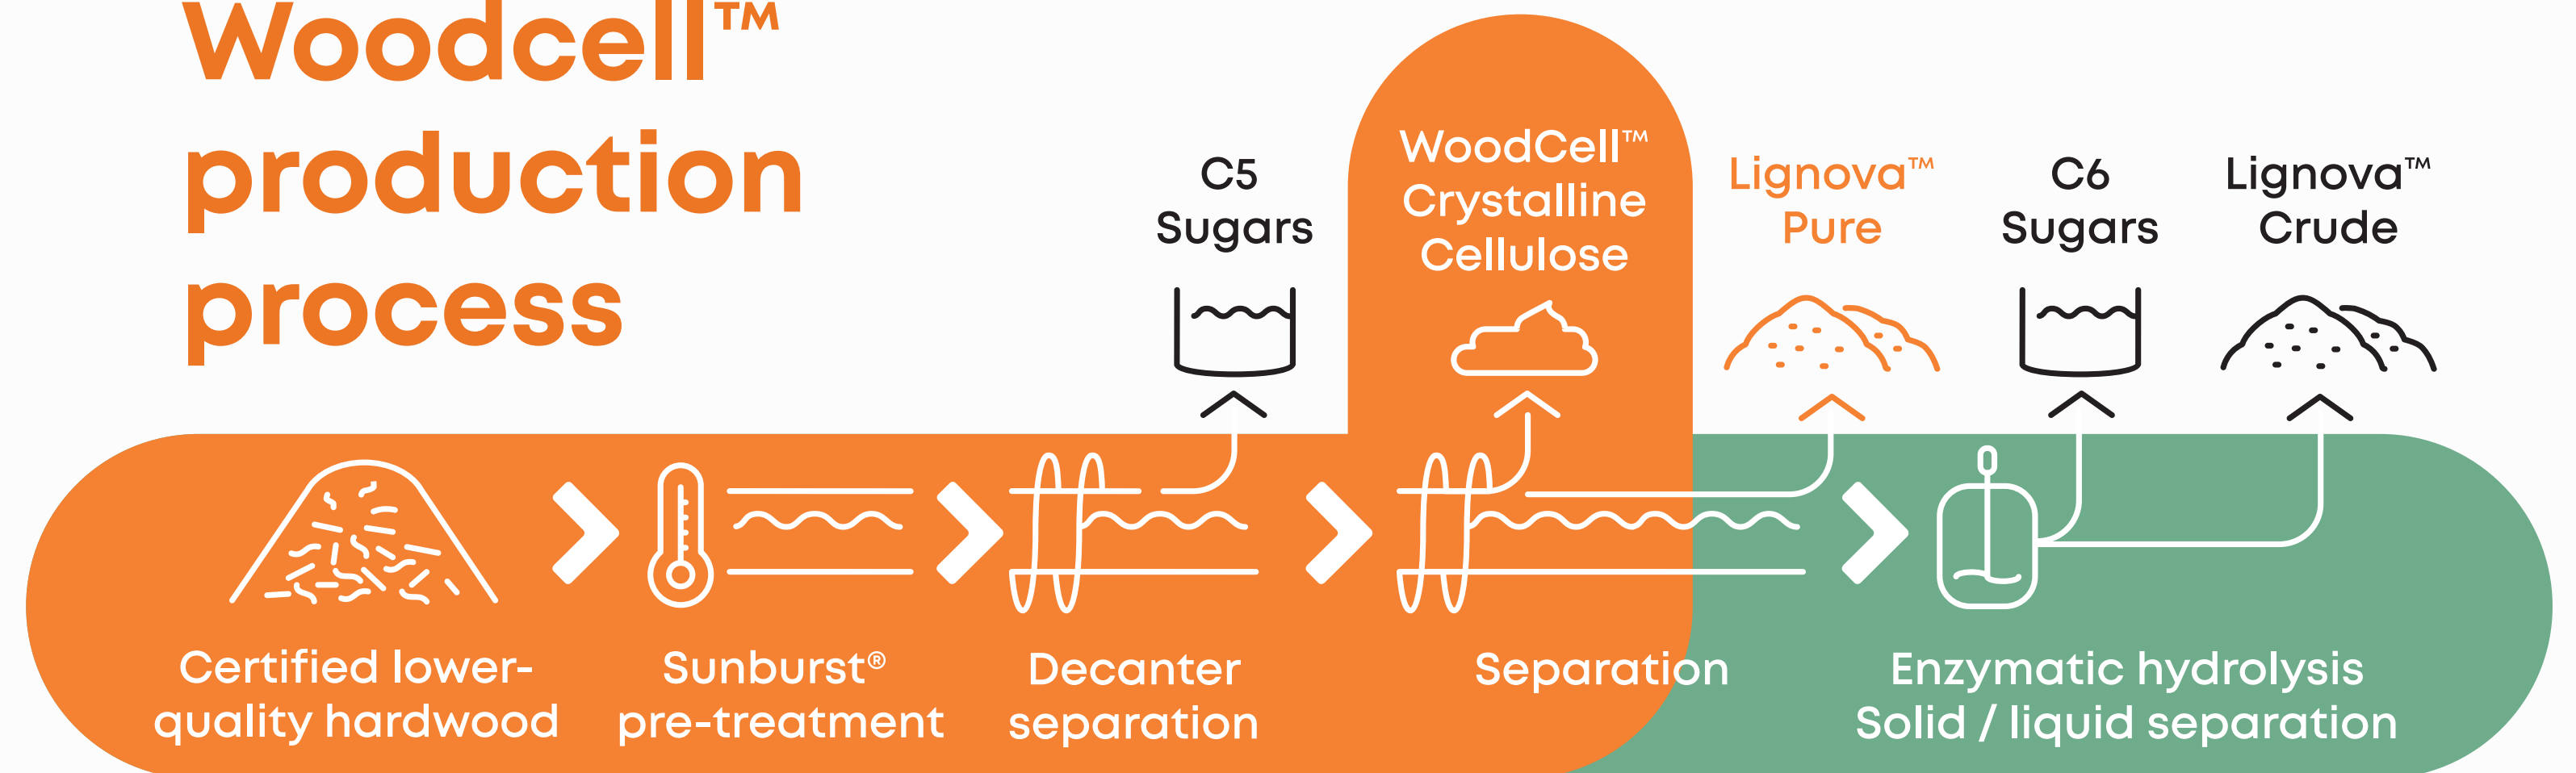 Woodcell™
production
process
C5
Sugars
WoodCell™
Crystalline
Cellulose
Lignova™
Pure
C6
Sugars
Lignova™
Crude
Certified lower-
quality hardwood
Sunburst®
pre-treatment
Decanter
separation
Separation
Enzymatic hydrolysis
Solid / liquid separation